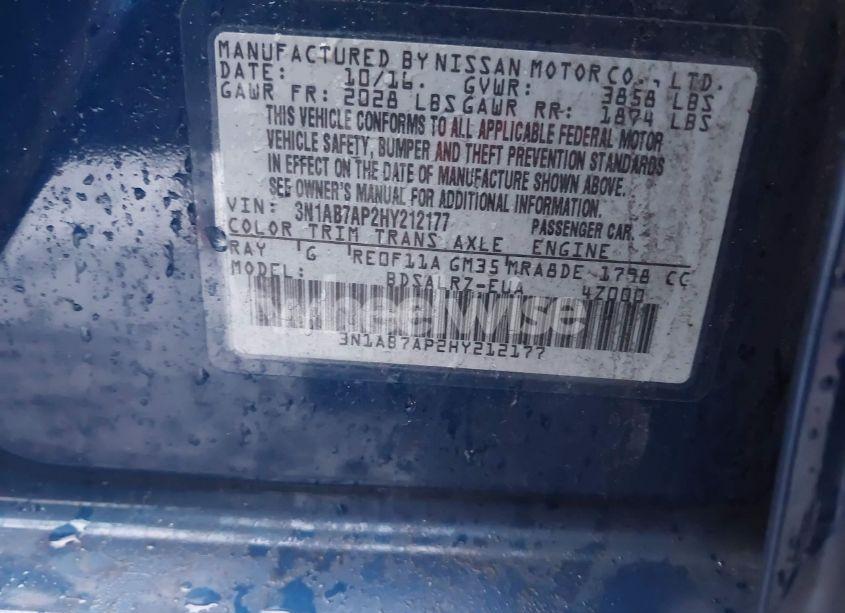 MANUFACTURED BY NISSAN MOTOR CO., LTD.
DATE: 10/16. GVWR: 3858 LBS
GAWR FR: 2028 LBS GAWR RR: 1874 LBS
THIS VEHICLE CONFORMS TO ALL APPLICABLE FEDERAL MOTOR
VEHICLE SAFETY, BUMPER AND THEFT PREVENTION STANDARDS
IN EFFECT ON THE DATE OF MANUFACTURE SHOWN ABOVE.
SEE OWNER'S MANUAL FOR ADDITIONAL INFORMATION.
VIN: 3N1AB7AP2HY212177 PASSENGER CAR
COLOR TRIM TRANS AXLE ENGINE
RAY G RE0F11A GM35 MRA8DE 1798 CC
MODEL: BDSALRZ-EUA 4Z000
wheelwise
3N1AB7AP2HY212177